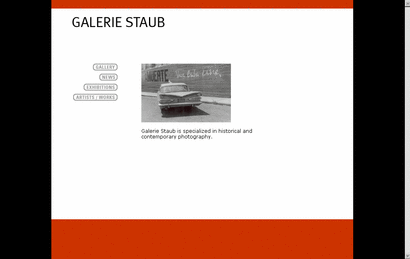 GALERIE STAUB
GALLERY
NEWS
EXHIBITIONS
ARTISTS / WORKS
Galerie Staub is specialized in historical and
contemporary photography.